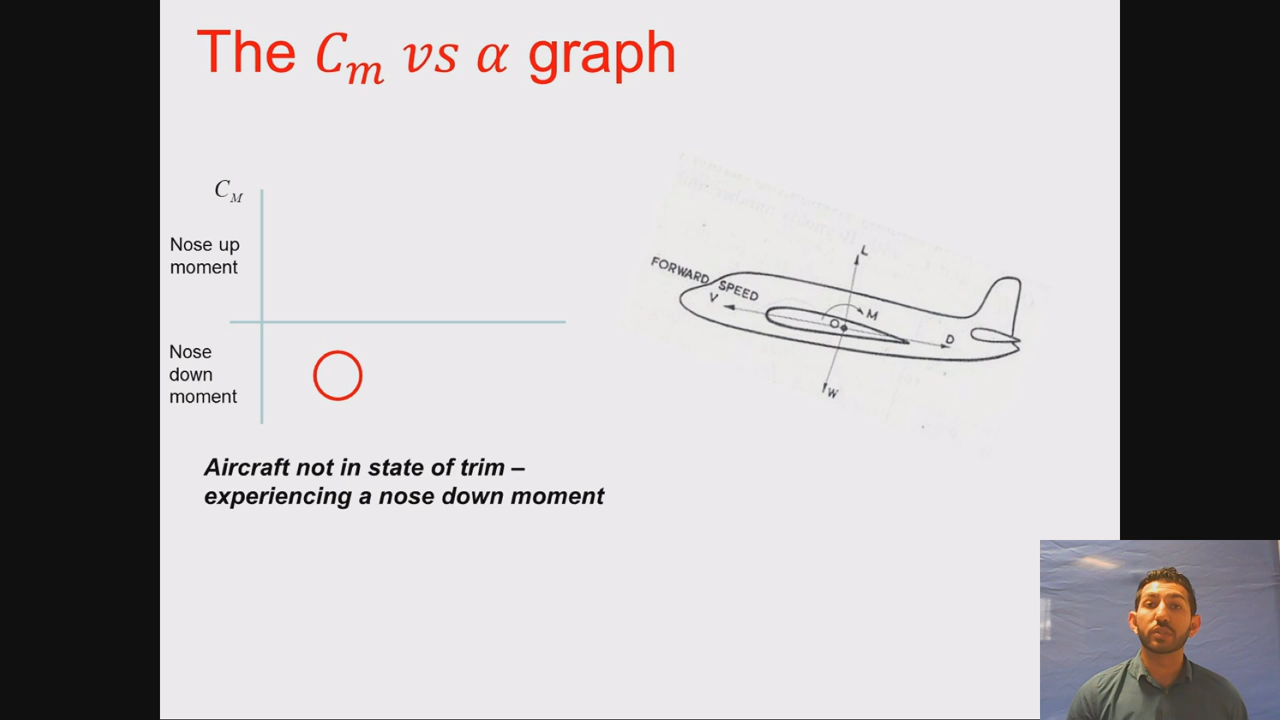 The Cₘ vs α graph
C_M
Nose up
moment
Nose
down
moment
Aircraft not in state of trim –
experiencing a nose down moment
L
FORWARD SPEED
V
M
O
D
W